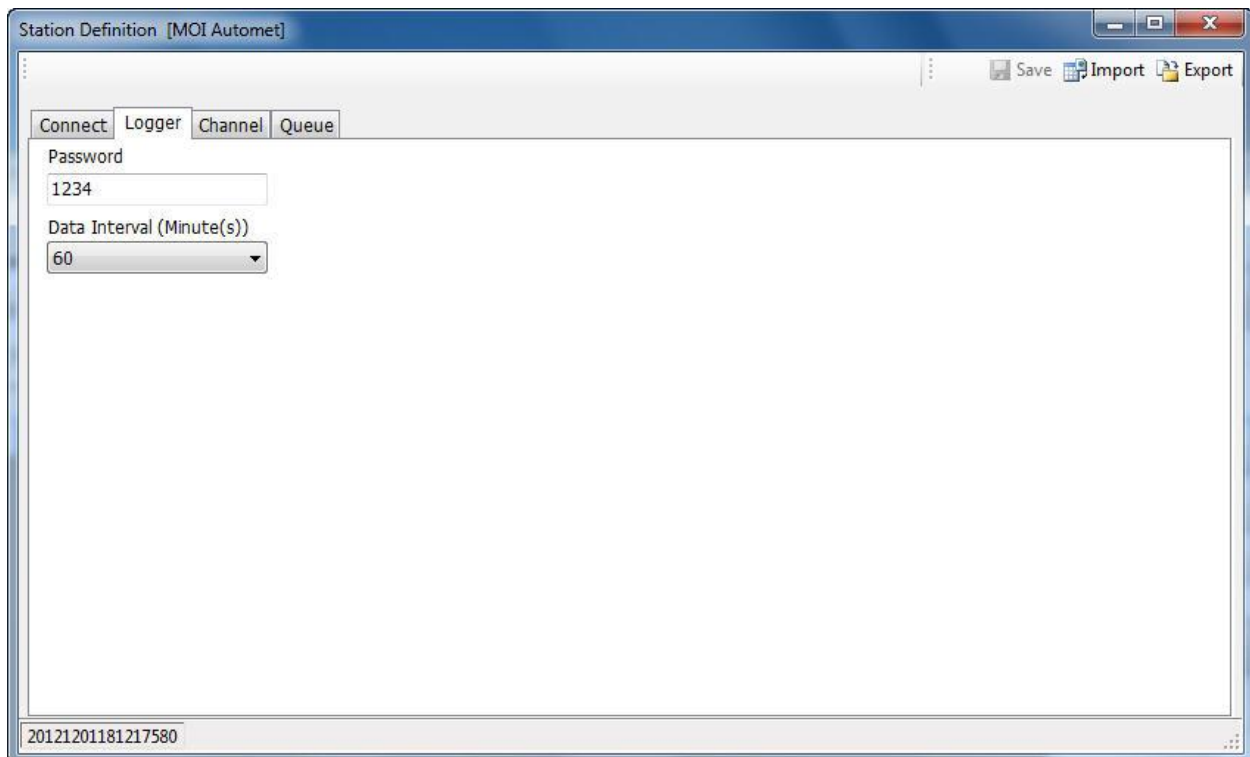 Station Definition [MOI Automet]
Save Import Export
Connect Logger Channel Queue
Password
1234
Data Interval (Minute(s))
60
20121201181217580